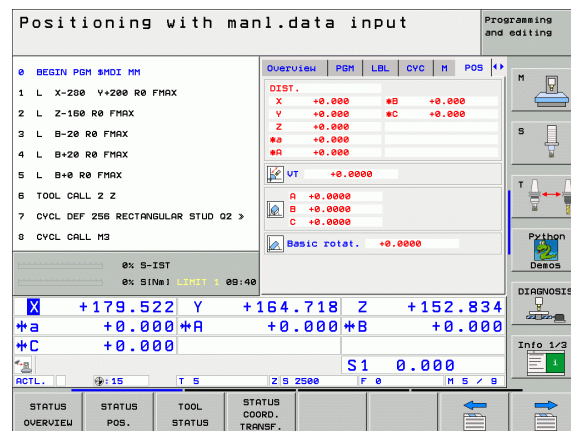 Positioning with manl.data input
Programming
and editing
0 BEGIN PGM $MDI MM
1 L X-280 Y+200 R0 FMAX
2 L Z-160 R0 FMAX
3 L B-20 R0 FMAX
4 L B+20 R0 FMAX
5 L B+0 R0 FMAX
6 TOOL CALL 2 Z
7 CYCL DEF 256 RECTANGULAR STUD Q2 »
8 CYCL CALL M3
Overview PGM LBL CYC M POS
DIST.
X +0.000 *B +0.000
Y +0.000 *C +0.000
Z +0.000
*a +0.000
*A +0.000
VT +0.0000
A +0.0000
B +0.0000
C +0.0000
Basic rotat. +0.0000
0% S-IST
0% S[Nm] LIMIT 1 09:40
X +179.522 Y +164.718 Z +152.834
*a +0.000 *A +0.000 *B +0.000
*C +0.000
S1 0.000
ACTL. : 15 T 5 Z S 2500 F 0 M 5 / 9
M
S
T
Python
Demos
DIAGNOSIS
Info 1/3
STATUS
OVERVIEW
STATUS
POS.
TOOL
STATUS
STATUS
COORD.
TRANSF.